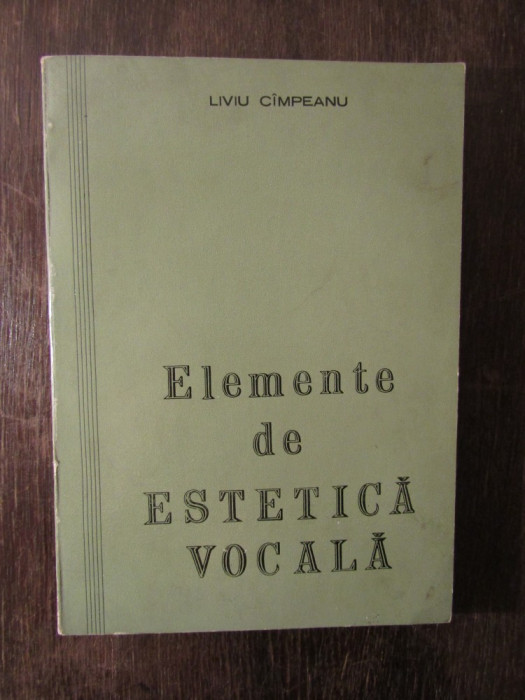 LIVIU CÎMPEANU
Elemente
de
ESTETICĂ
VOCALĂ